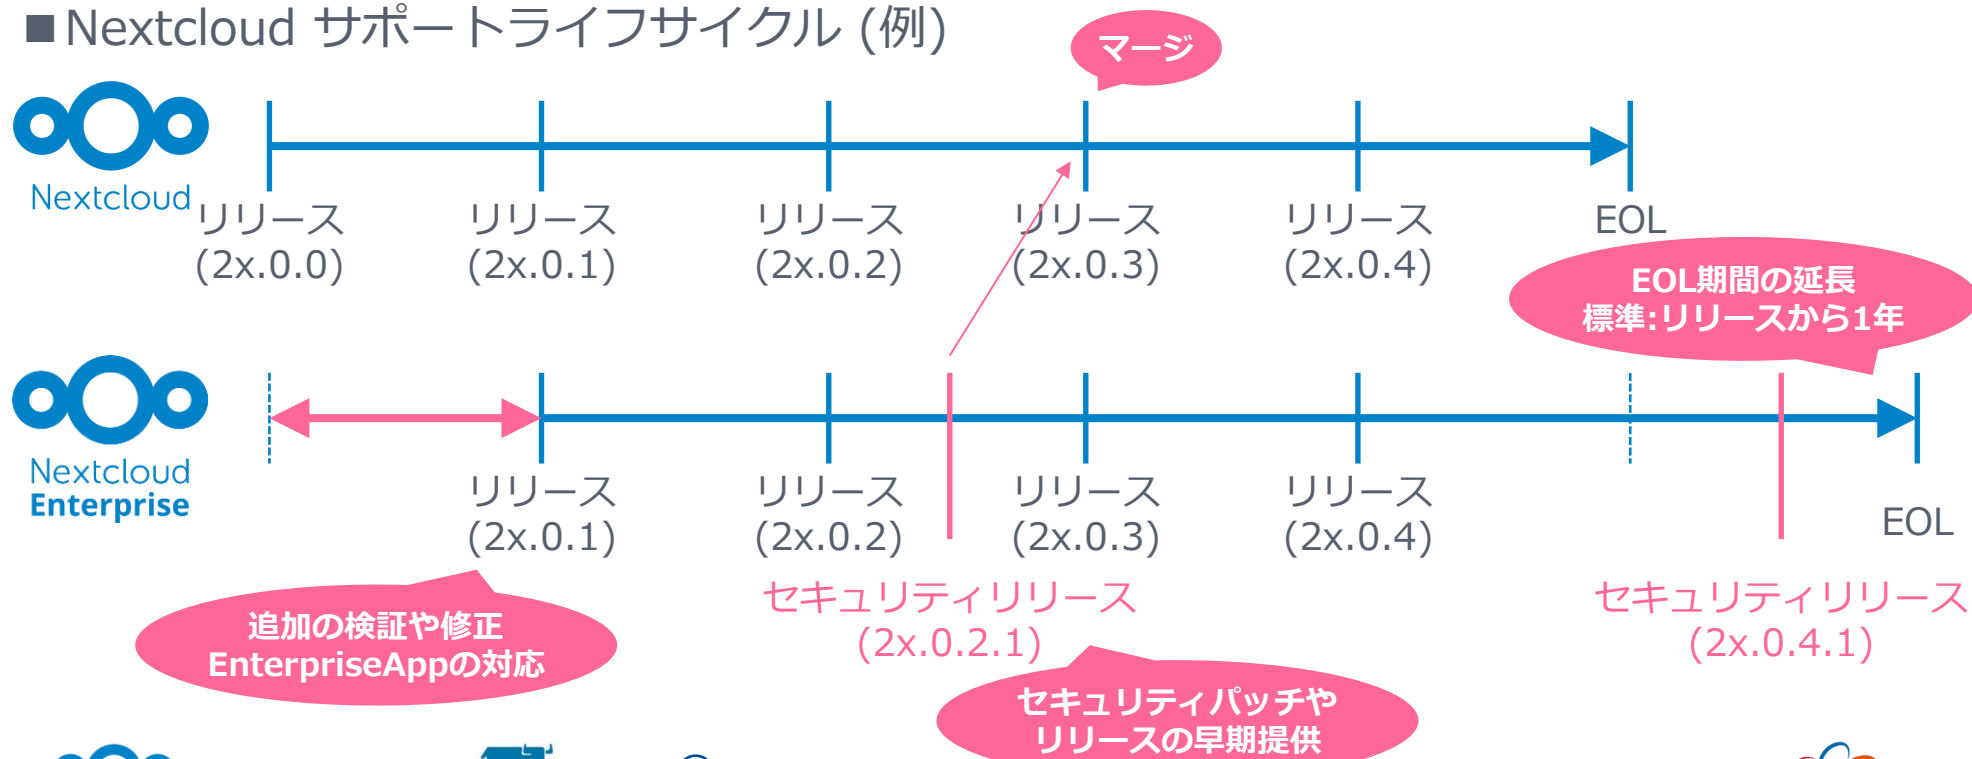 ■Nextcloud サポートライフサイクル (例)
マージ
Nextcloud
リリース
(2x.0.0)
リリース
(2x.0.1)
リリース
(2x.0.2)
リリース
(2x.0.3)
リリース
(2x.0.4)
EOL
EOL期間の延長
標準:リリースから1年
Nextcloud
Enterprise
リリース
(2x.0.1)
リリース
(2x.0.2)
リリース
(2x.0.3)
リリース
(2x.0.4)
EOL
追加の検証や修正
EnterpriseAppの対応
セキュリティリリース
(2x.0.2.1)
セキュリティリリース
(2x.0.4.1)
セキュリティパッチや
リリースの早期提供